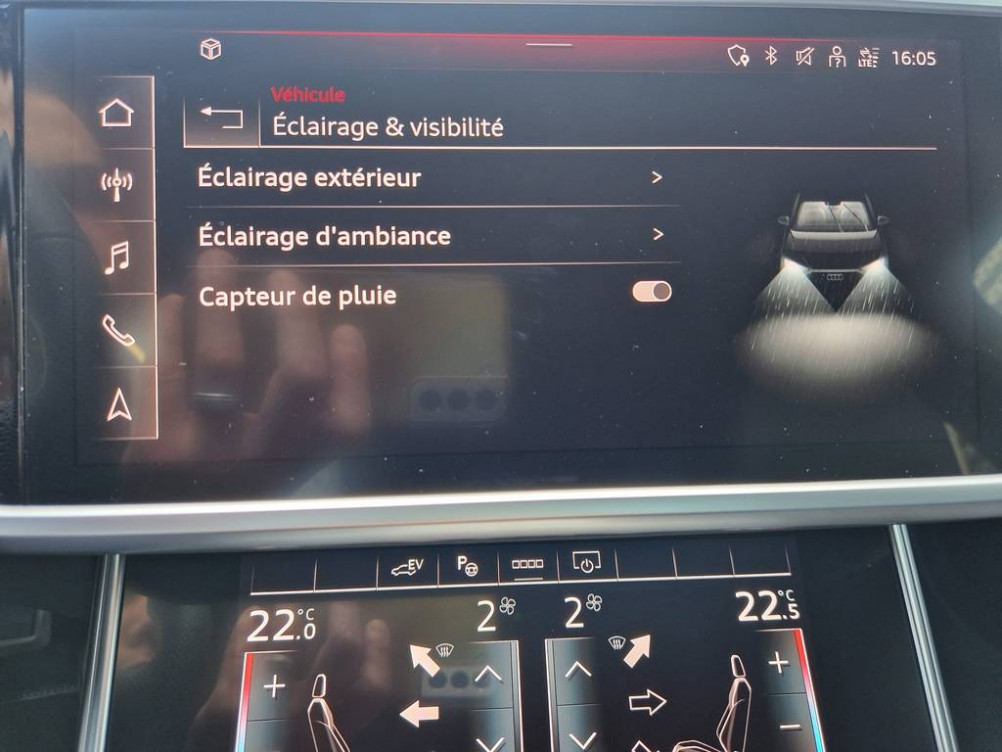 LTE
16:05
Véhicule
Éclairage & visibilité
Éclairage extérieur >
Éclairage d'ambiance >
Capteur de pluie
EV
P
22.0 °C
2
2
22.5 °C
+
+
−